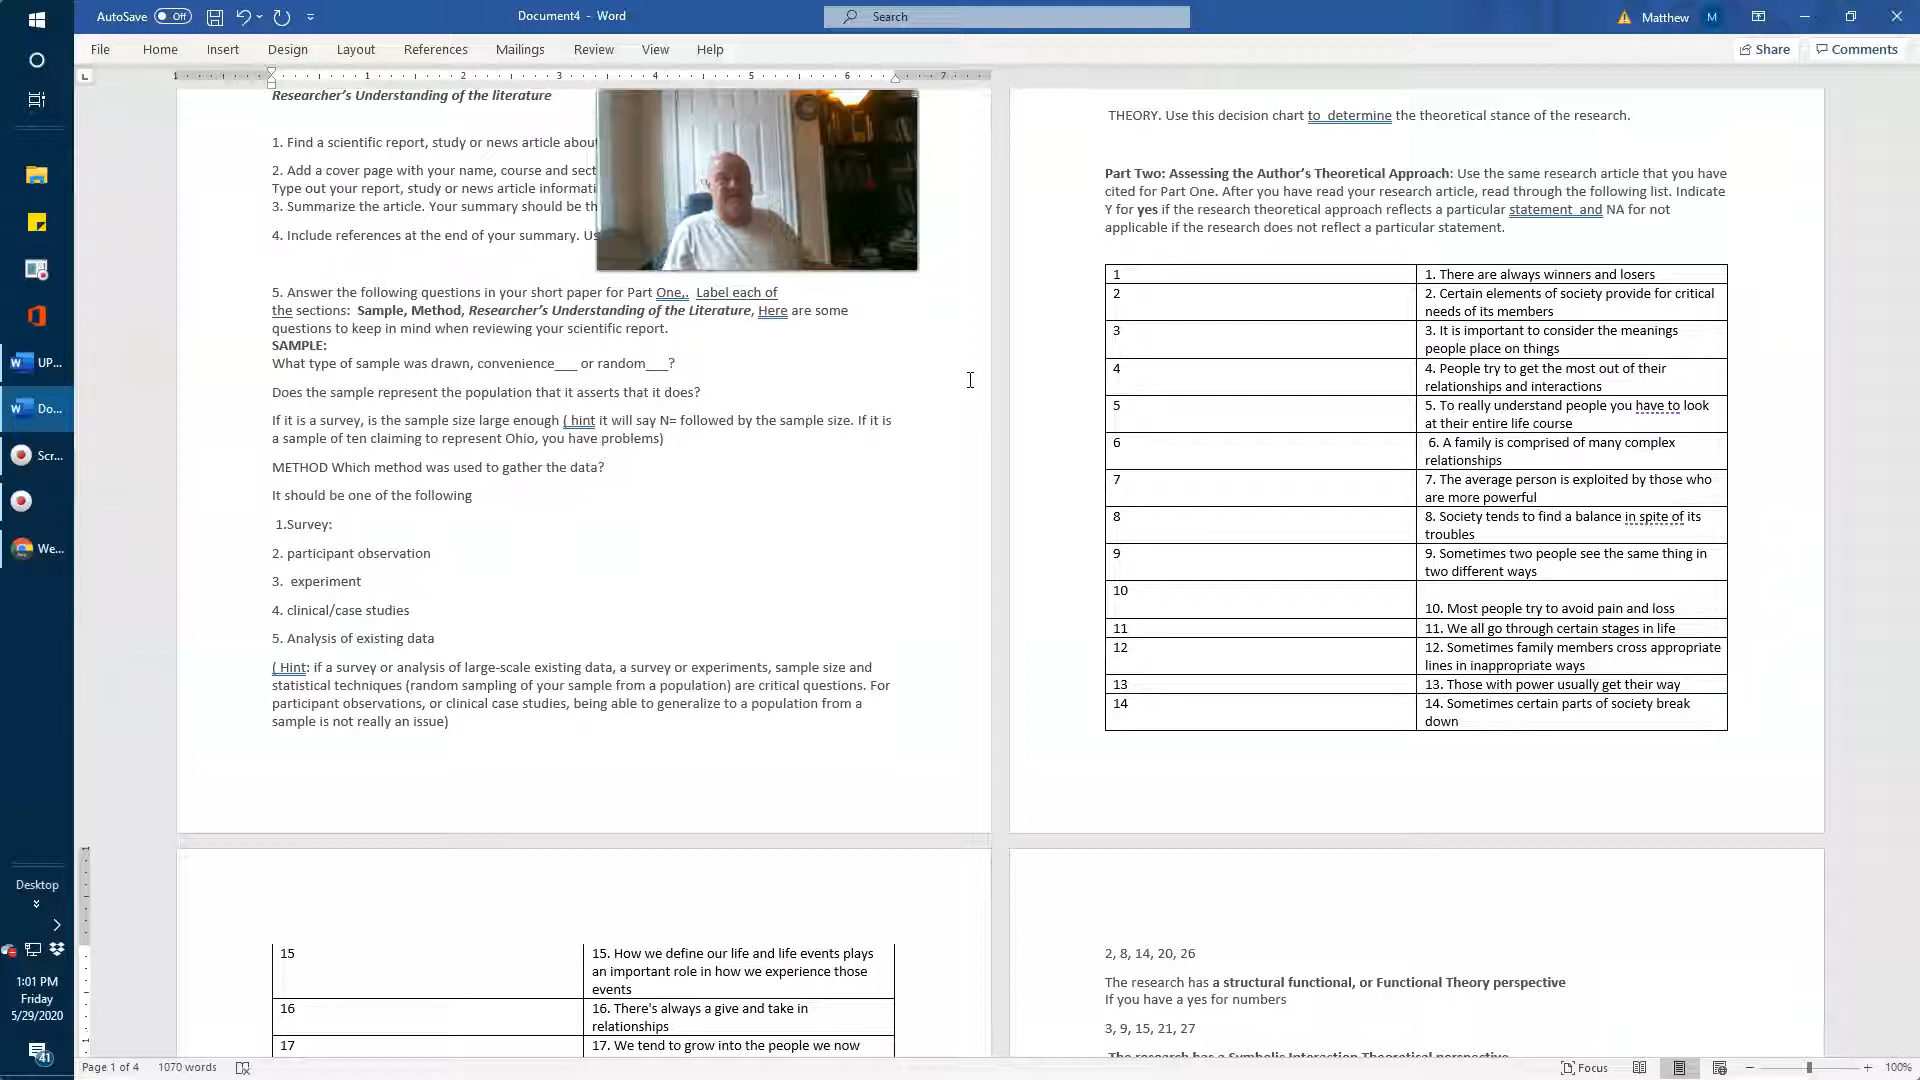 AutoSave Off
Document4 - Word
Search
Matthew M
File Home Insert Design Layout References Mailings Review View Help
Share Comments
1 1 2 3 4 5 6 7
Researcher's Understanding of the literature
1. Find a scientific report, study or news article abou
2. Add a cover page with your name, course and sect
Type out your report, study or news article informati
3. Summarize the article. Your summary should be th
4. Include references at the end of your summary. Us
5. Answer the following questions in your short paper for Part One,. Label each of
the sections: Sample, Method, Researcher's Understanding of the Literature, Here are some
questions to keep in mind when reviewing your scientific report.
SAMPLE:
What type of sample was drawn, convenience___ or random___?
Does the sample represent the population that it asserts that it does?
If it is a survey, is the sample size large enough ( hint it will say N= followed by the sample size. If it is
a sample of ten claiming to represent Ohio, you have problems)
METHOD Which method was used to gather the data?
It should be one of the following
1.Survey:
2. participant observation
3. experiment
4. clinical/case studies
5. Analysis of existing data
( Hint: if a survey or analysis of large-scale existing data, a survey or experiments, sample size and
statistical techniques (random sampling of your sample from a population) are critical questions. For
participant observations, or clinical case studies, being able to generalize to a population from a
sample is not really an issue)
THEORY. Use this decision chart to determine the theoretical stance of the research.
Part Two: Assessing the Author's Theoretical Approach: Use the same research article that you have
cited for Part One. After you have read your research article, read through the following list. Indicate
Y for yes if the research theoretical approach reflects a particular statement and NA for not
applicable if the research does not reflect a particular statement.
1 1. There are always winners and losers
2 2. Certain elements of society provide for critical
needs of its members
3 3. It is important to consider the meanings
people place on things
4 4. People try to get the most out of their
relationships and interactions
5 5. To really understand people you have to look
at their entire life course
6 6. A family is comprised of many complex
relationships
7 7. The average person is exploited by those who
are more powerful
8 8. Society tends to find a balance in spite of its
troubles
9 9. Sometimes two people see the same thing in
two different ways
10
10. Most people try to avoid pain and loss
11 11. We all go through certain stages in life
12 12. Sometimes family members cross appropriate
lines in inappropriate ways
13 13. Those with power usually get their way
14 14. Sometimes certain parts of society break
down
15 15. How we define our life and life events plays
an important role in how we experience those
events
16 16. There's always a give and take in
relationships
17 17. We tend to grow into the people we now
2, 8, 14, 20, 26
The research has a structural functional, or Functional Theory perspective
If you have a yes for numbers
3, 9, 15, 21, 27
The research has a Symbolic Interaction Theoretical perspective
UP...
Do...
Scr...
We...
Desktop
1:01 PM
Friday
5/29/2020
41
Page 1 of 4 1070 words
Focus
100%